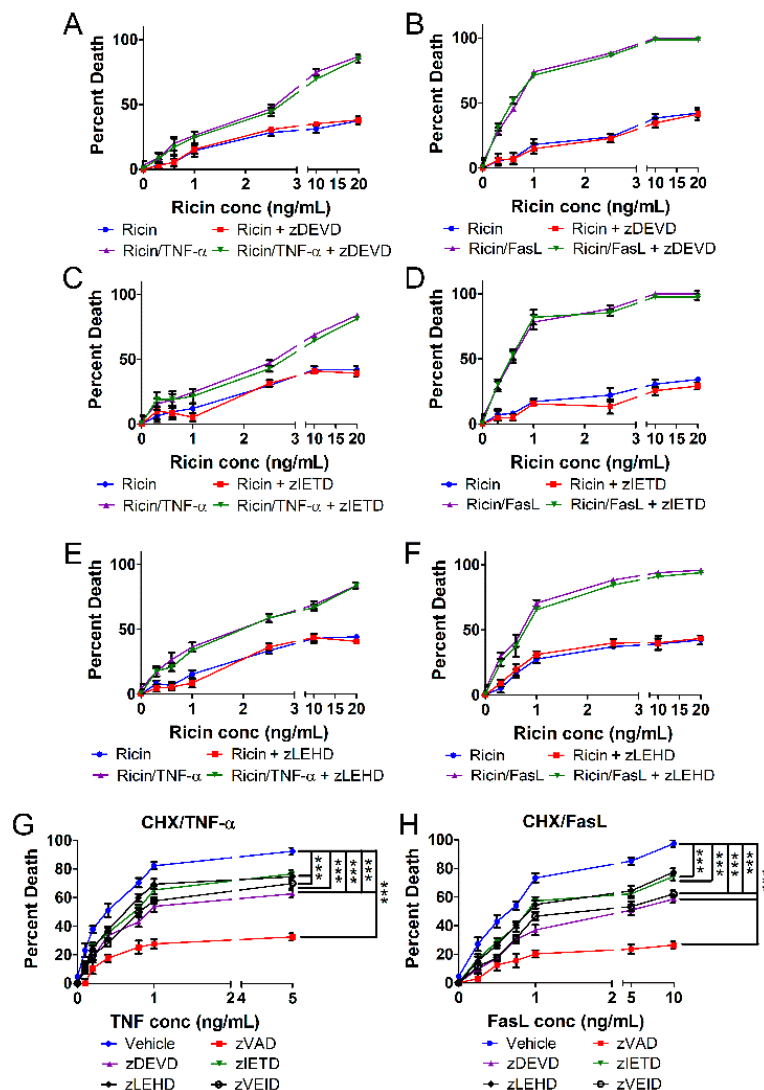 A
B
Percent Death
100
50
0
0 1 2 3 10 15 20
Ricin conc (ng/mL)
Ricin Ricin + zDEVD
Ricin/TNF-α Ricin/TNF-α + zDEVD
Percent Death
100
50
0
0 1 2 3 10 15 20
Ricin conc (ng/mL)
Ricin Ricin + zDEVD
Ricin/FasL Ricin/FasL + zDEVD
C
D
Percent Death
100
50
0
0 1 2 3 10 15 20
Ricin conc (ng/mL)
Ricin Ricin + zIETD
Ricin/TNF-α Ricin/TNF-α + zIETD
Percent Death
100
50
0
0 1 2 3 10 15 20
Ricin conc (ng/mL)
Ricin Ricin + zIETD
Ricin/FasL Ricin/FasL + zIETD
E
F
Percent Death
100
50
0
0 1 2 3 10 15 20
Ricin conc (ng/mL)
Ricin Ricin + zLEHD
Ricin/TNF-α Ricin/TNF-α + zLEHD
Percent Death
100
50
0
0 1 2 3 10 15 20
Ricin conc (ng/mL)
Ricin Ricin + zLEHD
Ricin/FasL Ricin/FasL + zLEHD
G
CHX/TNF-α
Percent Death
100
80
60
40
20
0
0 1 2 4 5
TNF conc (ng/mL)
*** *** *** *** ***
Vehicle zVAD
zDEVD zIETD
zLEHD zVEID
H
CHX/FasL
Percent Death
100
80
60
40
20
0
0 1 2 5 10
FasL conc (ng/mL)
*** *** *** *** ***
Vehicle zVAD
zDEVD zIETD
zLEHD zVEID